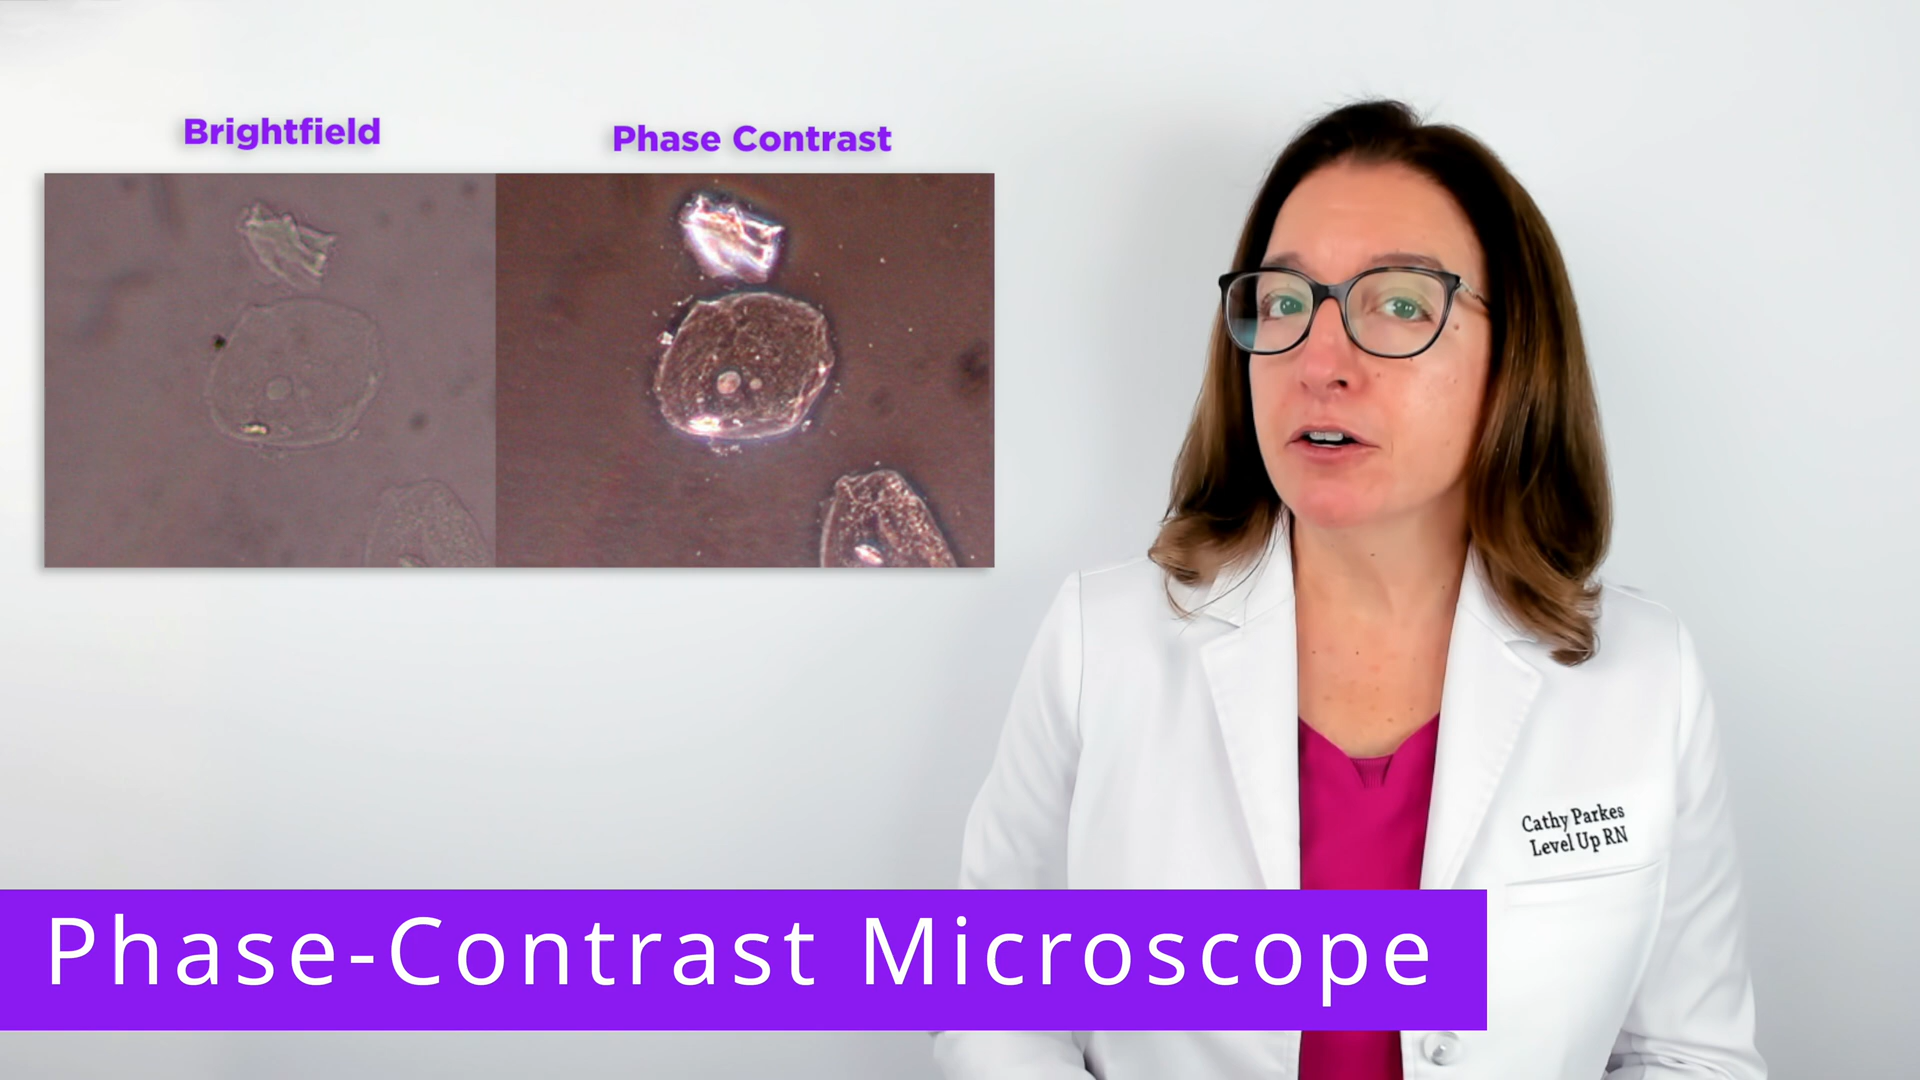 Brightfield
Phase Contrast
Cathy Parkes
Level Up RN
Phase-Contrast Microscope